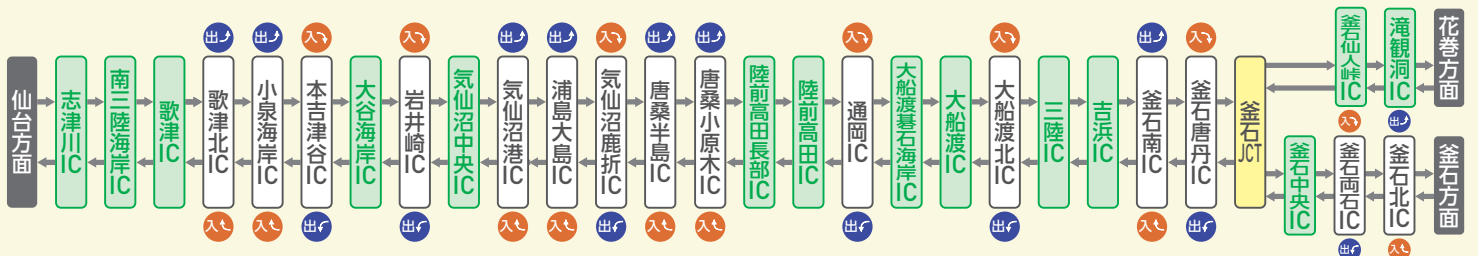 仙台方面
志津川IC
南三陸海岸IC
歌津IC
出
歌津北IC
入
出
小泉海岸IC
入
入
本吉津谷IC
出
大谷海岸IC
入
岩井崎IC
出
気仙沼中央IC
出
気仙沼港IC
入
出
浦島大島IC
入
入
気仙沼鹿折IC
出
出
唐桑半島IC
入
出
唐桑小原木IC
入
陸前高田長部IC
陸前高田IC
入
通岡IC
出
大船渡碁石海岸IC
大船渡IC
入
大船渡北IC
出
三陸IC
吉浜IC
出
釜石南IC
入
入
釜石唐丹IC
出
釜石JCT
釜石仙人峠IC
入
滝観洞IC
出
花巻方面
釜石中央IC
釜石両石IC
出
釜石北IC
入
釜石方面